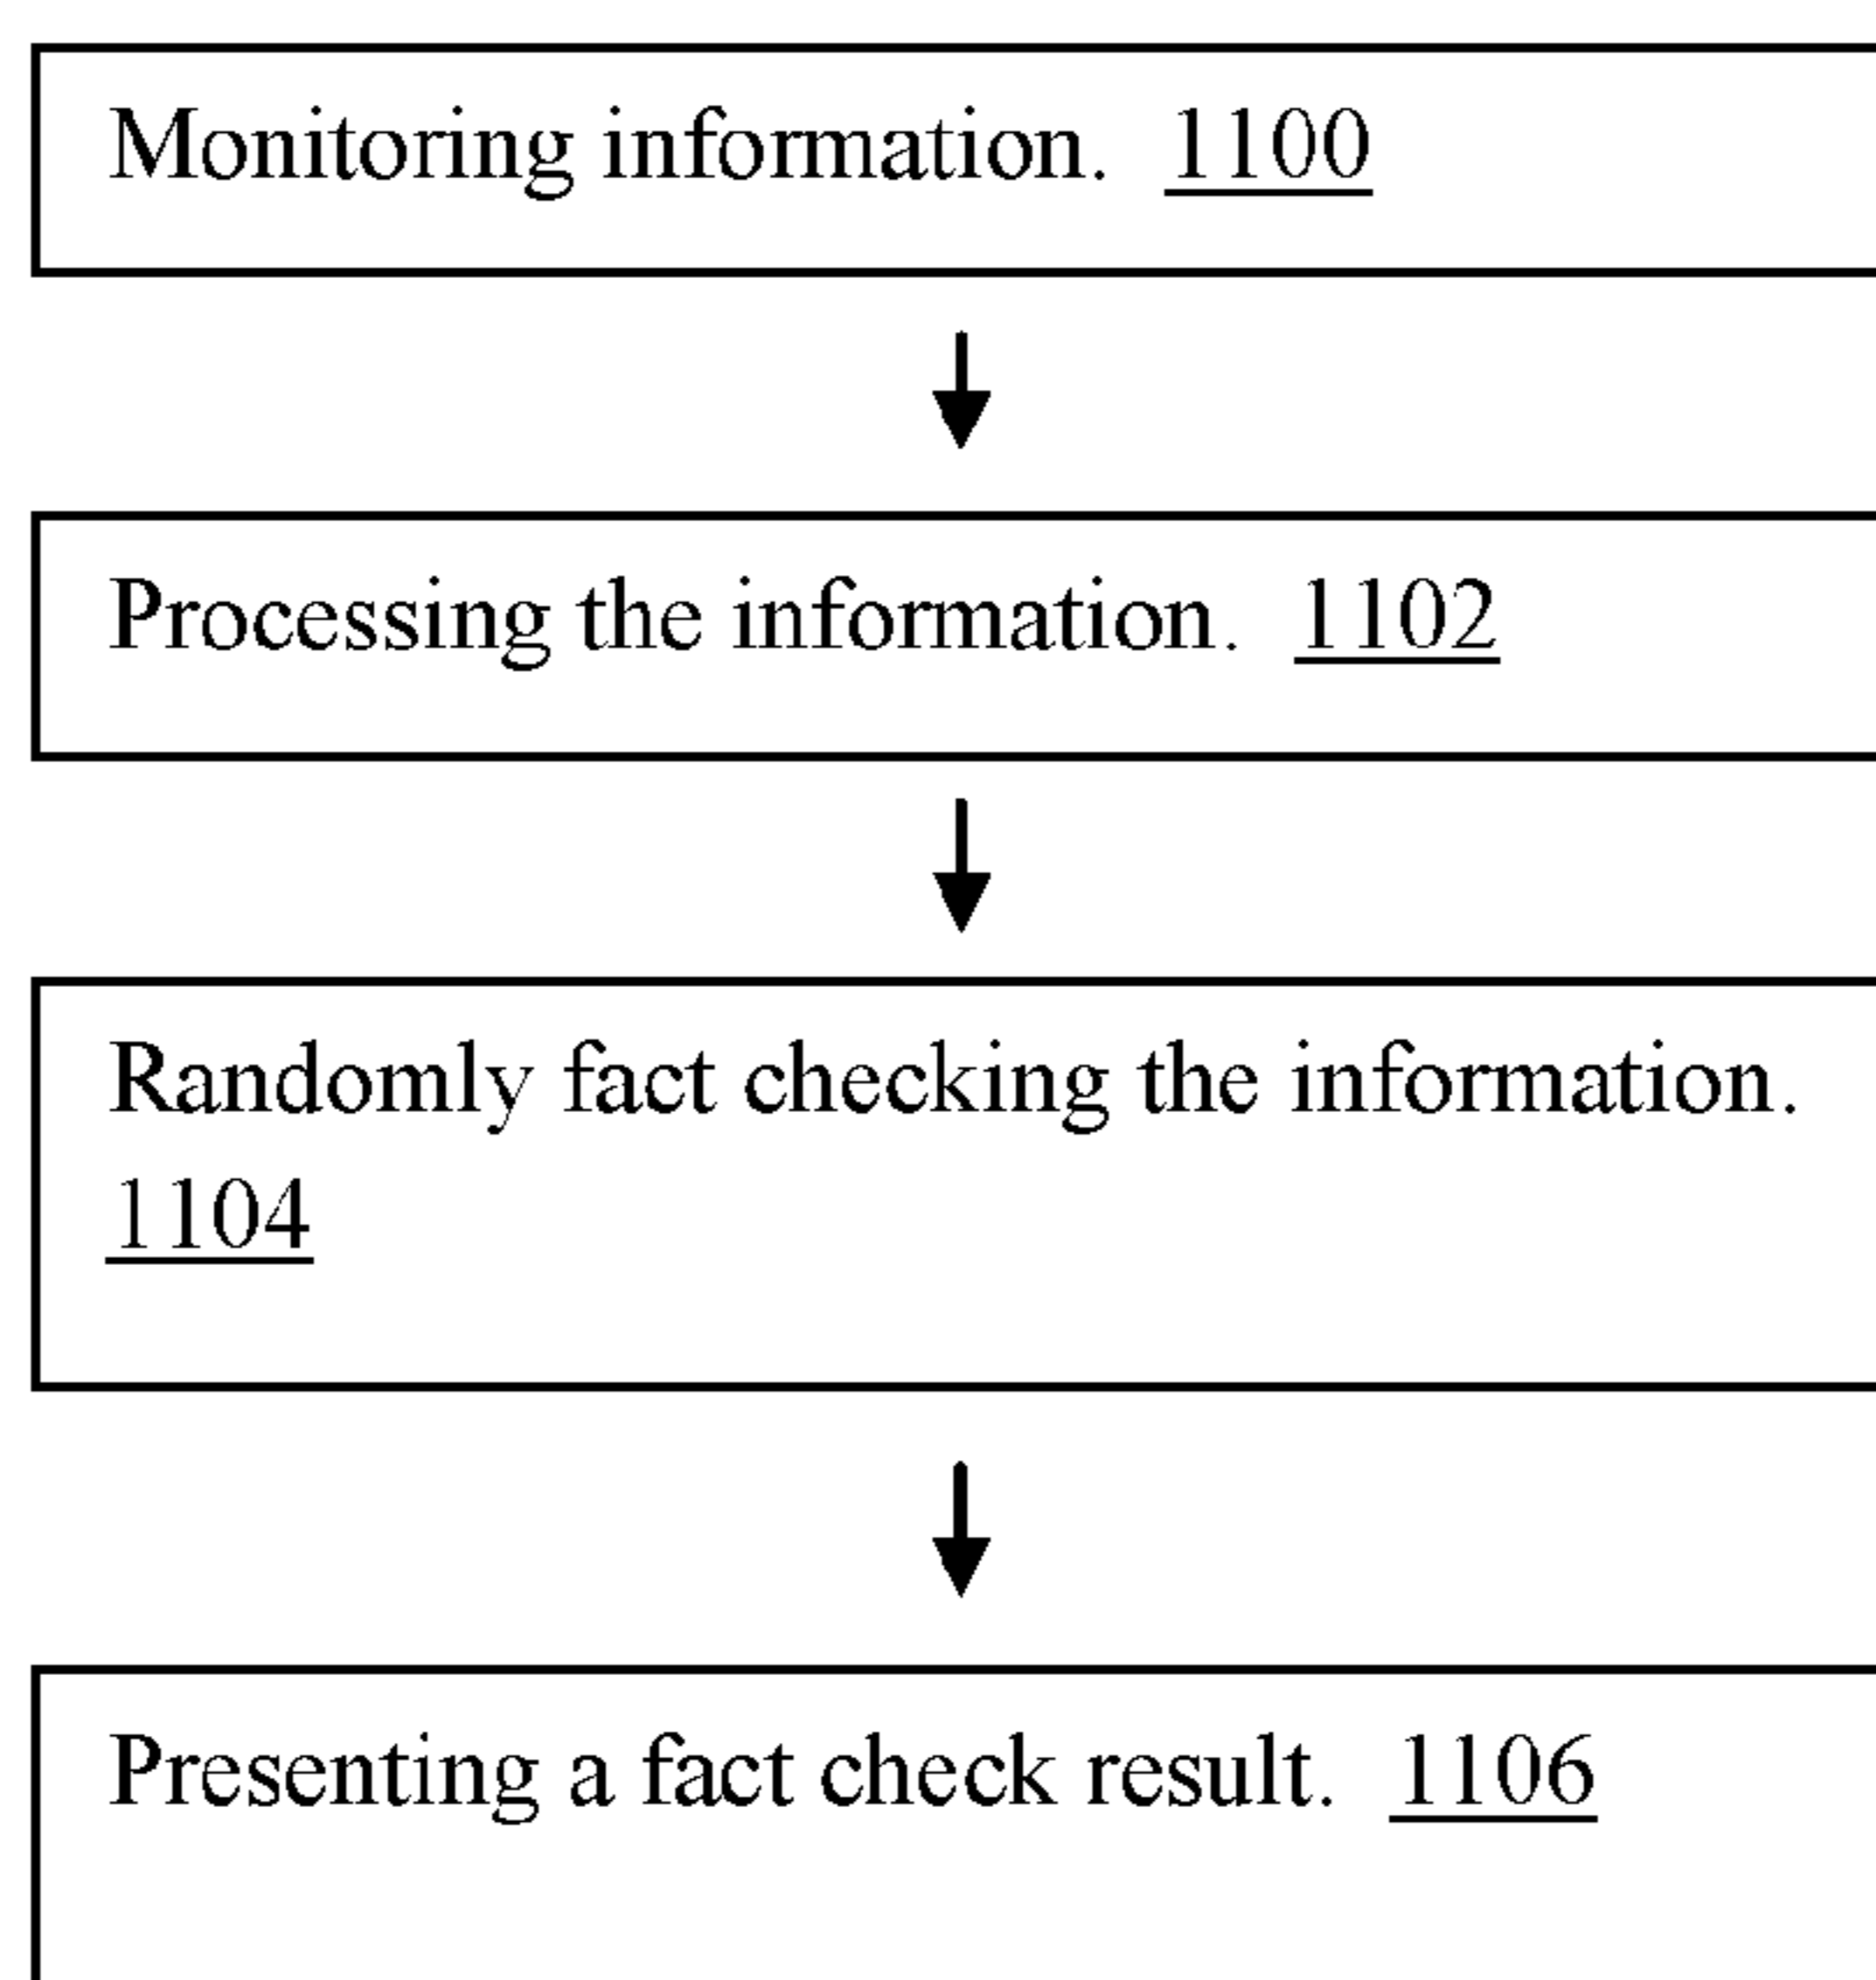 Monitoring information. 1100
Processing the information. 1102
Randomly fact checking the information.
1104
Presenting a fact check result. 1106